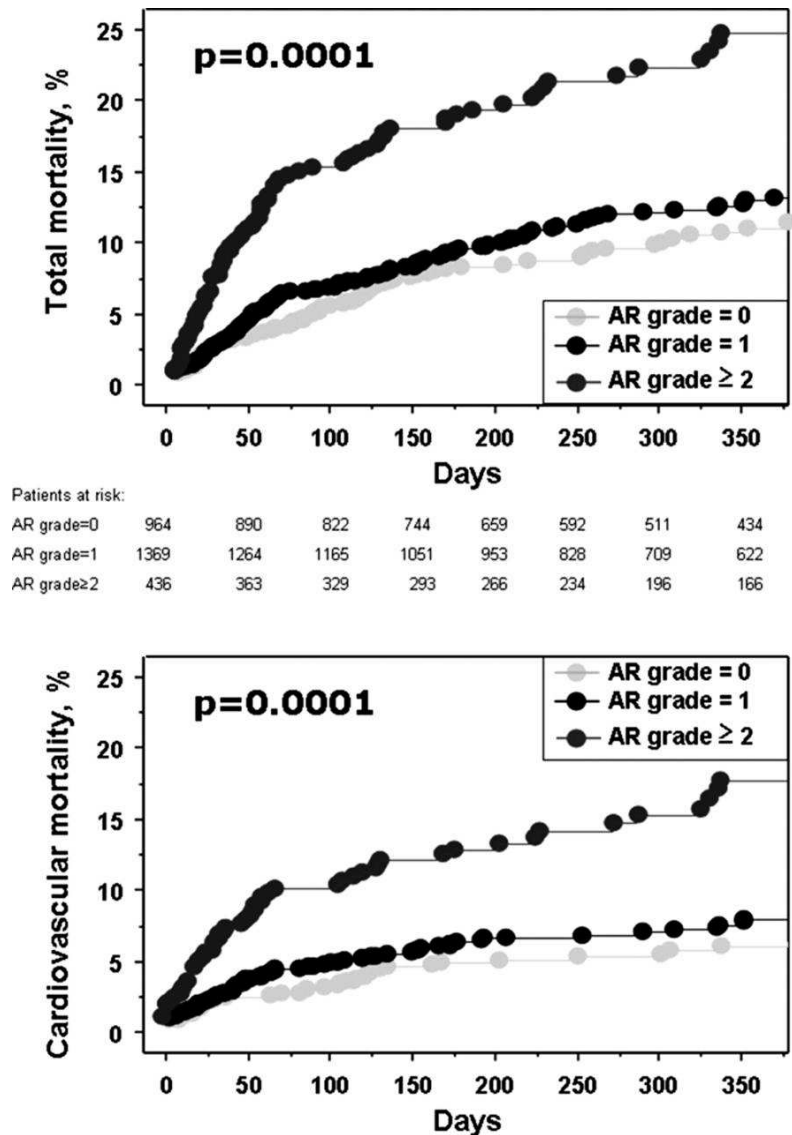 p=0.0001
Total mortality, %
25
20
15
10
5
0
AR grade = 0
AR grade = 1
AR grade ≥ 2
0 50 100 150 200 250 300 350
Days
Patients at risk:
AR grade=0 964 890 822 744 659 592 511 434
AR grade=1 1369 1264 1165 1051 953 828 709 622
AR grade≥2 436 363 329 293 266 234 196 166
p=0.0001
Cardiovascular mortality, %
25
20
15
10
5
0
AR grade = 0
AR grade = 1
AR grade ≥ 2
0 50 100 150 200 250 300 350
Days